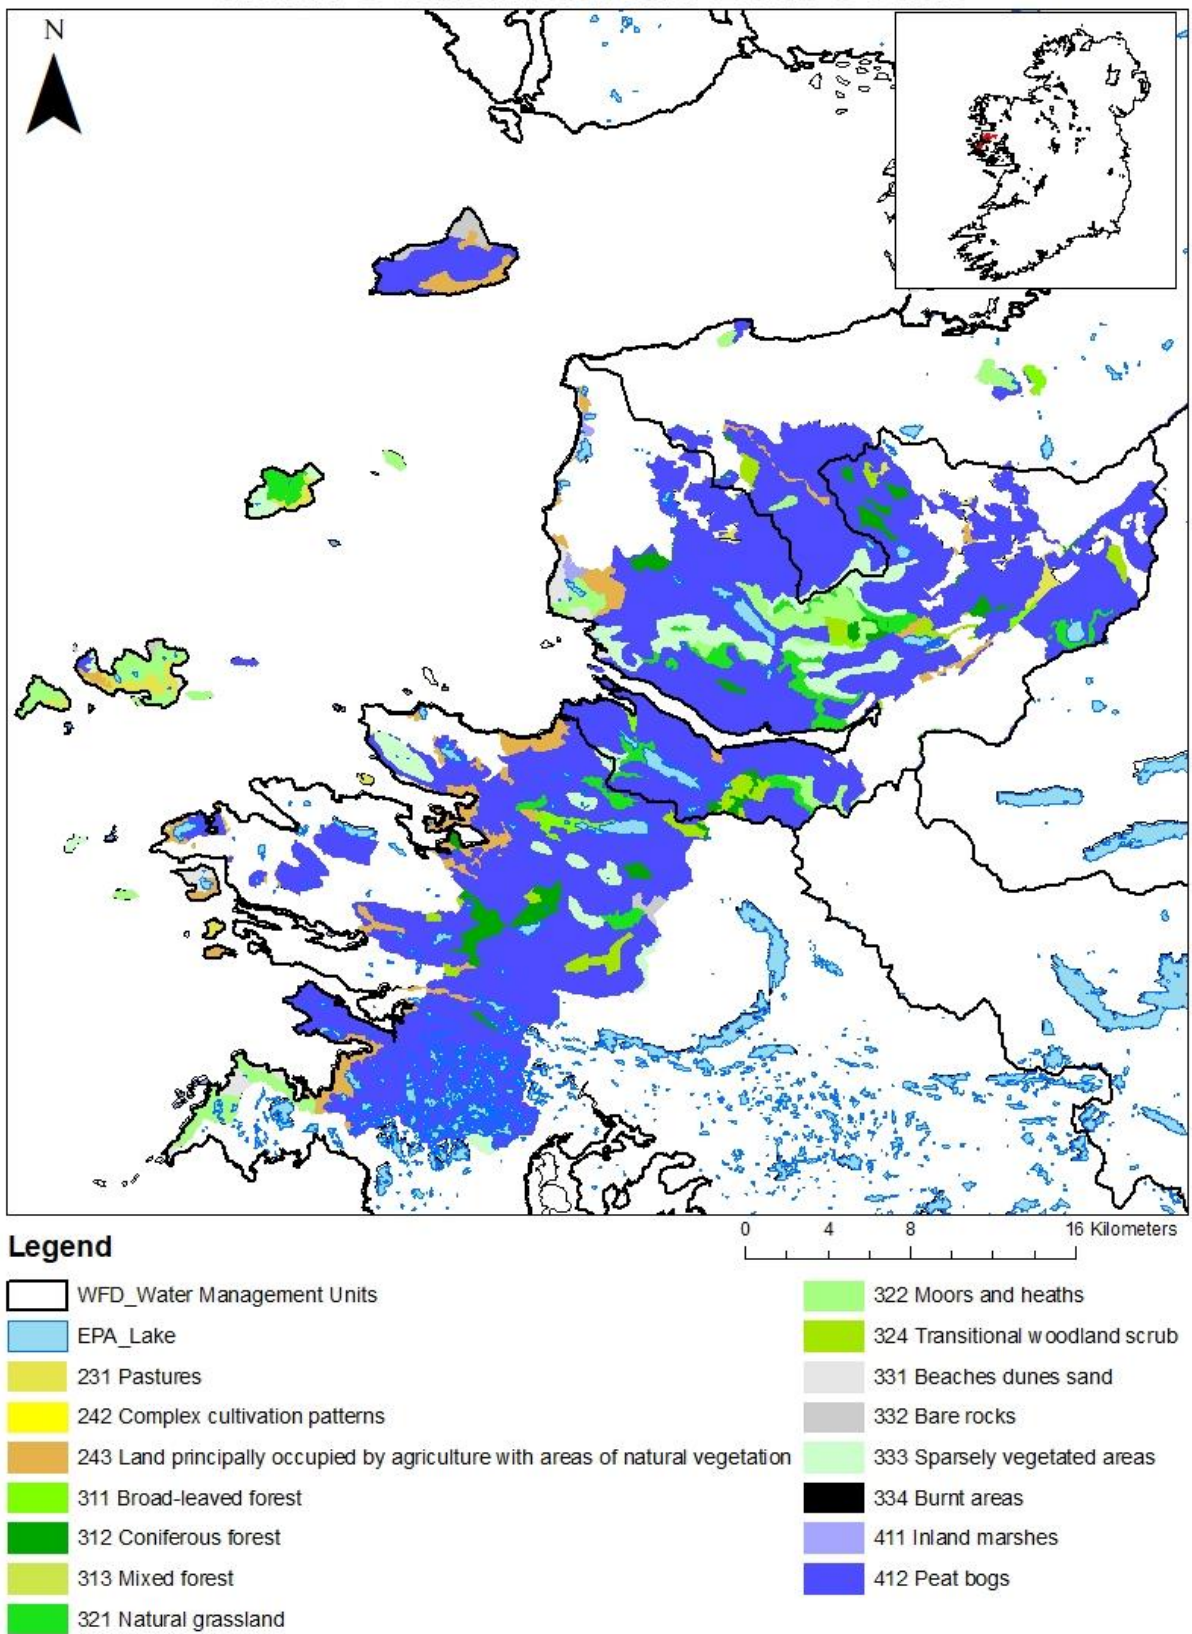 N
0 4 8 16 Kilometers
Legend
WFD_Water Management Units
EPA_Lake
231 Pastures
242 Complex cultivation patterns
243 Land principally occupied by agriculture with areas of natural vegetation
311 Broad-leaved forest
312 Coniferous forest
313 Mixed forest
321 Natural grassland
322 Moors and heaths
324 Transitional woodland scrub
331 Beaches dunes sand
332 Bare rocks
333 Sparsely vegetated areas
334 Burnt areas
411 Inland marshes
412 Peat bogs